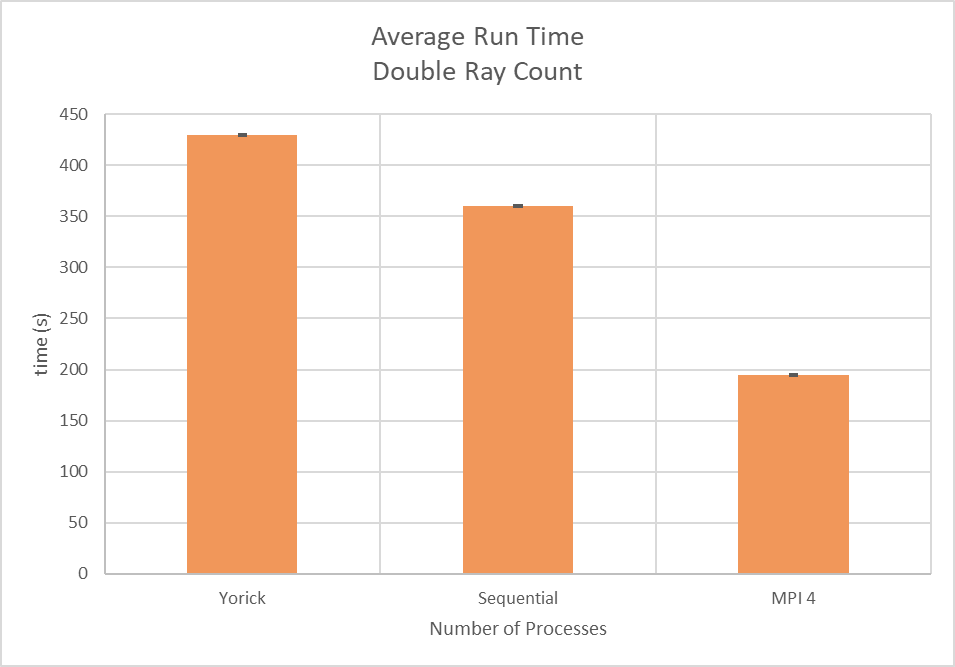 Average Run Time
Double Ray Count
450
400
350
300
250
200
150
100
50
0
time (s)
Yorick Sequential MPI 4
Number of Processes